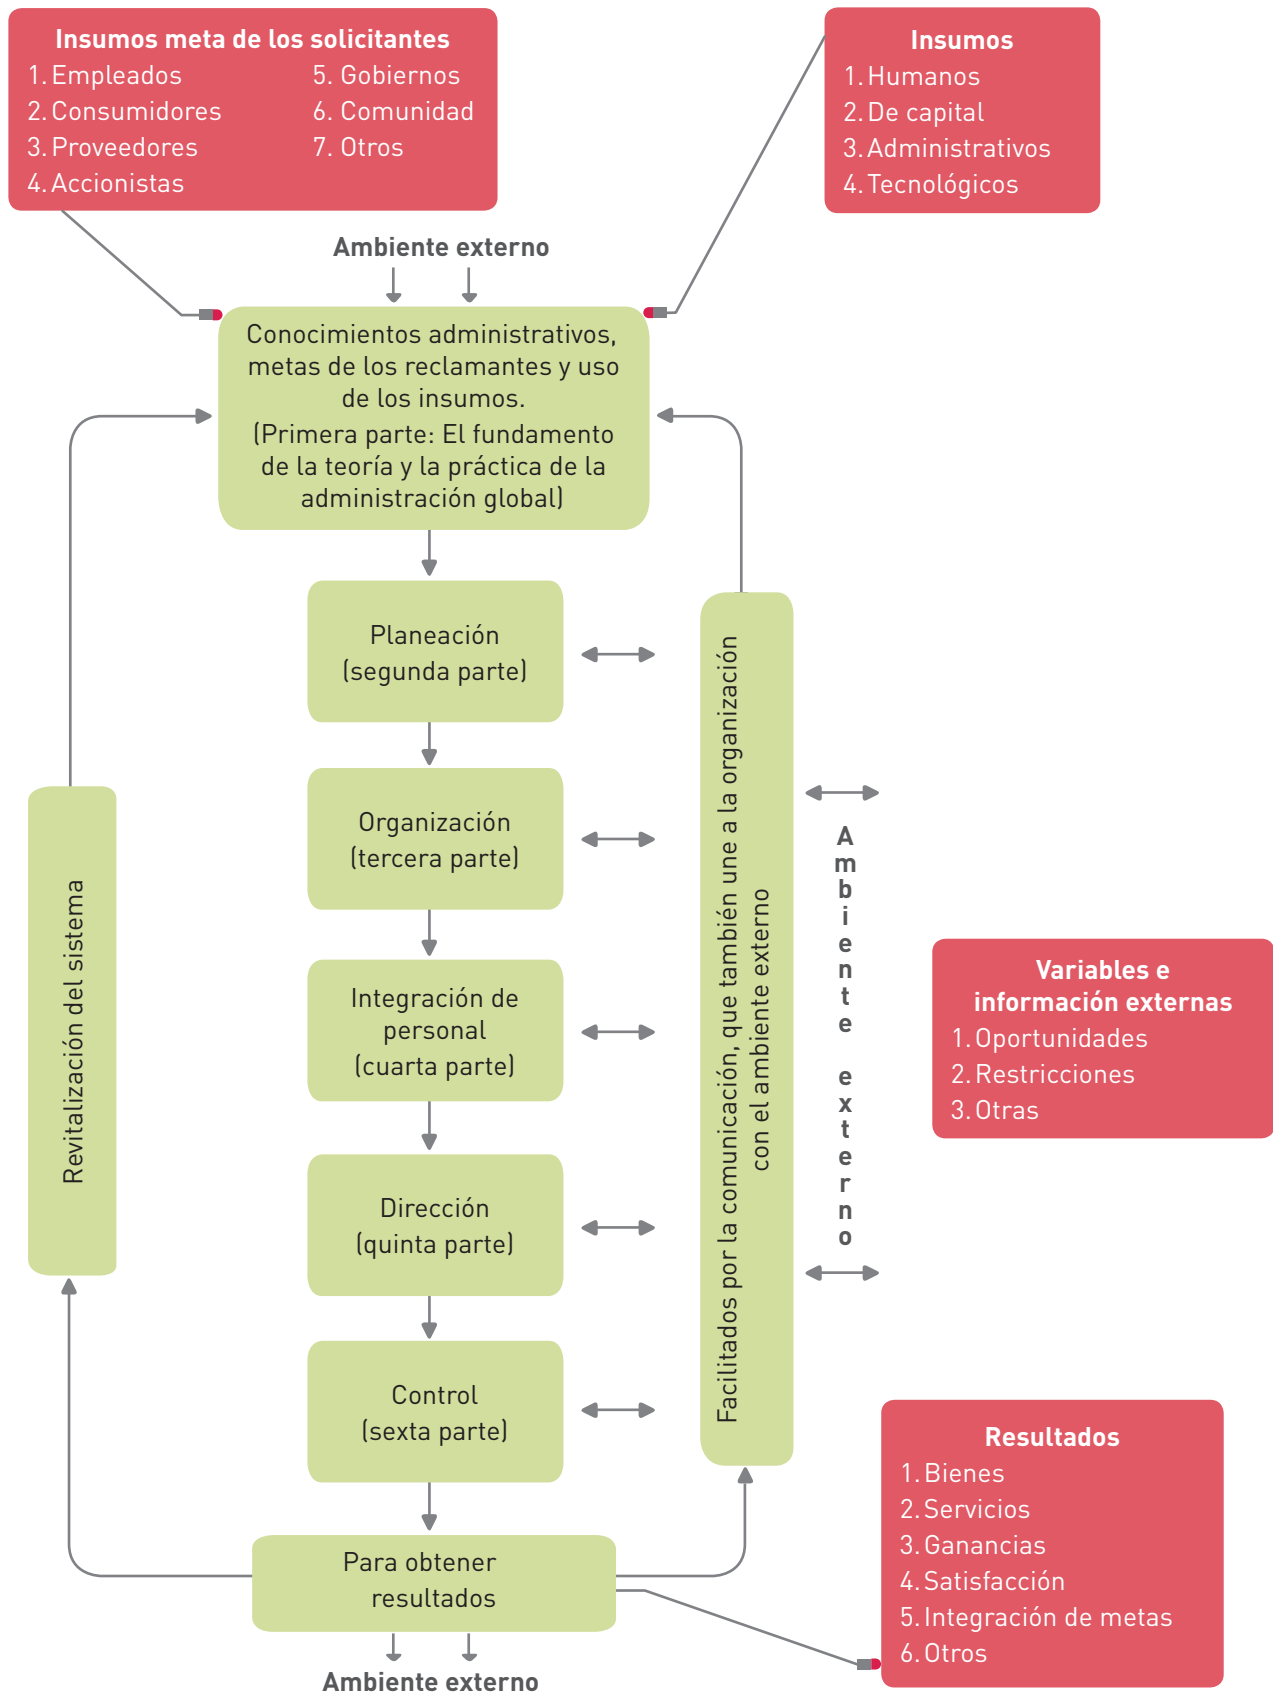 Insumos meta de los solicitantes
1. Empleados
2. Consumidores
3. Proveedores
4. Accionistas
5. Gobiernos
6. Comunidad
7. Otros
Insumos
1. Humanos
2. De capital
3. Administrativos
4. Tecnológicos
Ambiente externo
Conocimientos administrativos,
metas de los reclamantes y uso
de los insumos.
(Primera parte: El fundamento
de la teoría y la práctica de la
administración global)
Planeación
(segunda parte)
Organización
(tercera parte)
Integración de
personal
(cuarta parte)
Dirección
(quinta parte)
Control
(sexta parte)
Para obtener
resultados
Ambiente externo
Revitalización del sistema
Facilitados por la comunicación, que también une a la organización
con el ambiente externo
Ambiente externo
Variables e
información externas
1. Oportunidades
2. Restricciones
3. Otras
Resultados
1. Bienes
2. Servicios
3. Ganancias
4. Satisfacción
5. Integración de metas
6. Otros